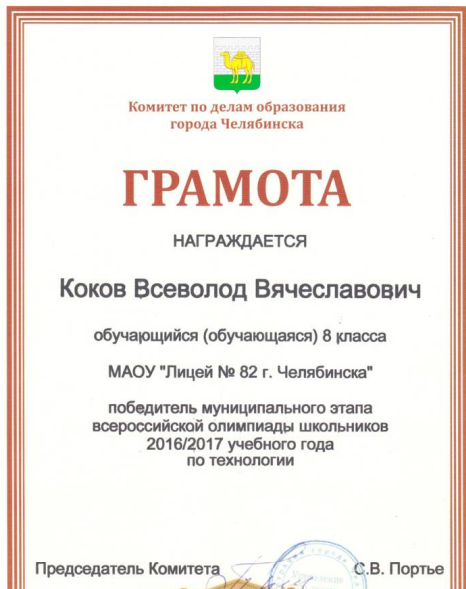 Комитет по делам образования
города Челябинска
ГРАМОТА
НАГРАЖДАЕТСЯ
Коков Всеволод Вячеславович
обучающийся (обучающаяся) 8 класса
МАОУ "Лицей № 82 г. Челябинска"
победитель муниципального этапа
всероссийской олимпиады школьников
2016/2017 учебного года
по технологии
Председатель Комитета С.В. Портье